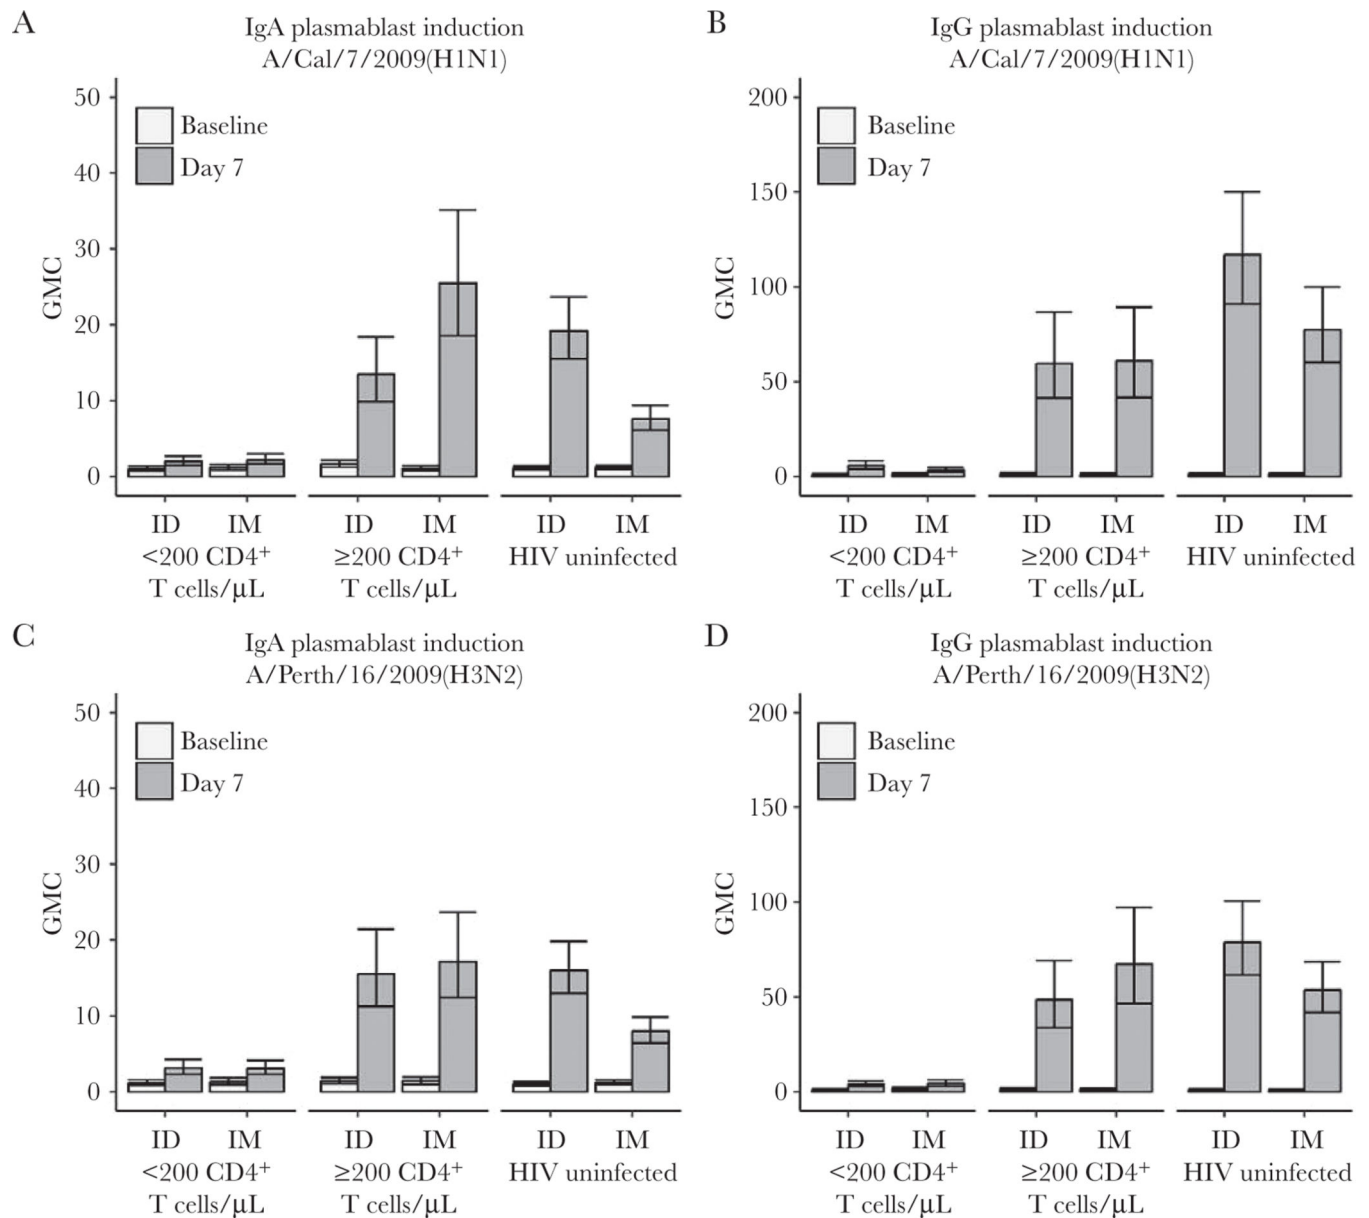 A
IgA plasmablast induction
A/Cal/7/2009(H1N1)
50
40
30
20
10
0
GMC
Baseline
Day 7
ID IM ID IM ID IM
<200 CD4⁺ ≥200 CD4⁺ HIV uninfected
T cells/μL T cells/μL
B
IgG plasmablast induction
A/Cal/7/2009(H1N1)
200
150
100
50
0
GMC
Baseline
Day 7
ID IM ID IM ID IM
<200 CD4⁺ ≥200 CD4⁺ HIV uninfected
T cells/μL T cells/μL
C
IgA plasmablast induction
A/Perth/16/2009(H3N2)
50
40
30
20
10
0
GMC
Baseline
Day 7
ID IM ID IM ID IM
<200 CD4⁺ ≥200 CD4⁺ HIV uninfected
T cells/μL T cells/μL
D
IgG plasmablast induction
A/Perth/16/2009(H3N2)
200
150
100
50
0
GMC
Baseline
Day 7
ID IM ID IM ID IM
<200 CD4⁺ ≥200 CD4⁺ HIV uninfected
T cells/μL T cells/μL